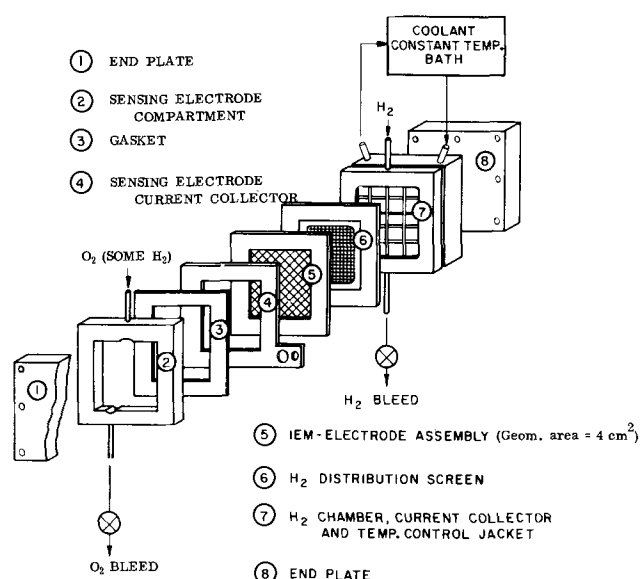 ① END PLATE
② SENSING ELECTRODE
COMPARTMENT
③ GASKET
④ SENSING ELECTRODE
CURRENT COLLECTOR
COOLANT
CONSTANT TEMP.
BATH
H₂
8
7
6
5
O₂ (SOME H₂)
4
3
2
1
H₂ BLEED
O₂ BLEED
⑤ IEM-ELECTRODE ASSEMBLY (Geom. area = 4 cm²)
⑥ H₂ DISTRIBUTION SCREEN
⑦ H₂ CHAMBER, CURRENT COLLECTOR
AND TEMP. CONTROL JACKET
⑧ END PLATE